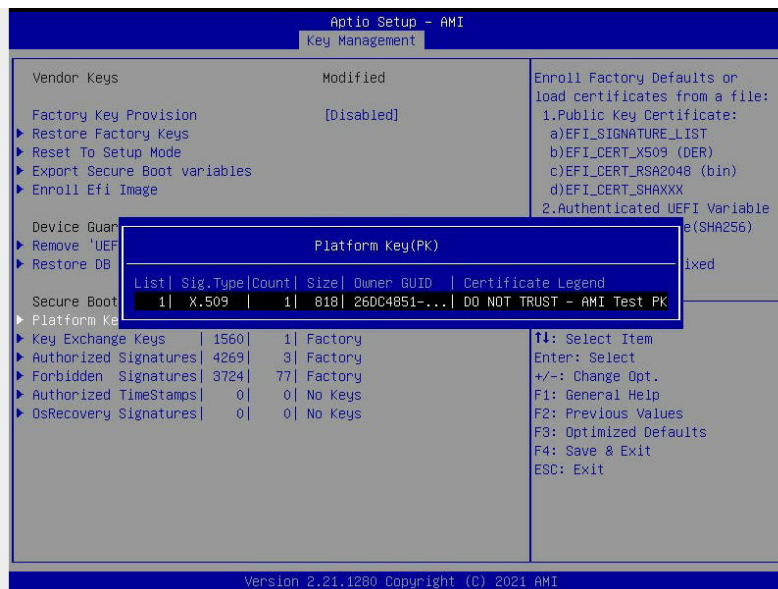 Aptio Setup - AMI
Key Management
Vendor Keys Modified
Factory Key Provision [Disabled]
▶ Restore Factory Keys
▶ Reset To Setup Mode
▶ Export Secure Boot variables
▶ Enroll Efi Image
Device Guar
▶ Remove 'UEF
▶ Restore DB
Secure Boot
▶ Platform Ke
▶ Key Exchange Keys | 1560| 1| Factory
▶ Authorized Signatures| 4269| 3| Factory
▶ Forbidden Signatures| 3724| 77| Factory
▶ Authorized TimeStamps| 0| 0| No Keys
▶ OsRecovery Signatures| 0| 0| No Keys
Platform Key(PK)
List| Sig.Type|Count| Size| Owner GUID | Certificate Legend
1| X.509 | 1| 818| 26DC4851-...| DO NOT TRUST - AMI Test PK
Enroll Factory Defaults or
load certificates from a file:
1.Public Key Certificate:
a)EFI_SIGNATURE_LIST
b)EFI_CERT_X509 (DER)
c)EFI_CERT_RSA2048 (bin)
d)EFI_CERT_SHAXXX
2.Authenticated UEFI Variable
e(SHA256)
ixed
↑↓: Select Item
Enter: Select
+/-: Change Opt.
F1: General Help
F2: Previous Values
F3: Optimized Defaults
F4: Save & Exit
ESC: Exit
Version 2.21.1280 Copyright (C) 2021 AMI